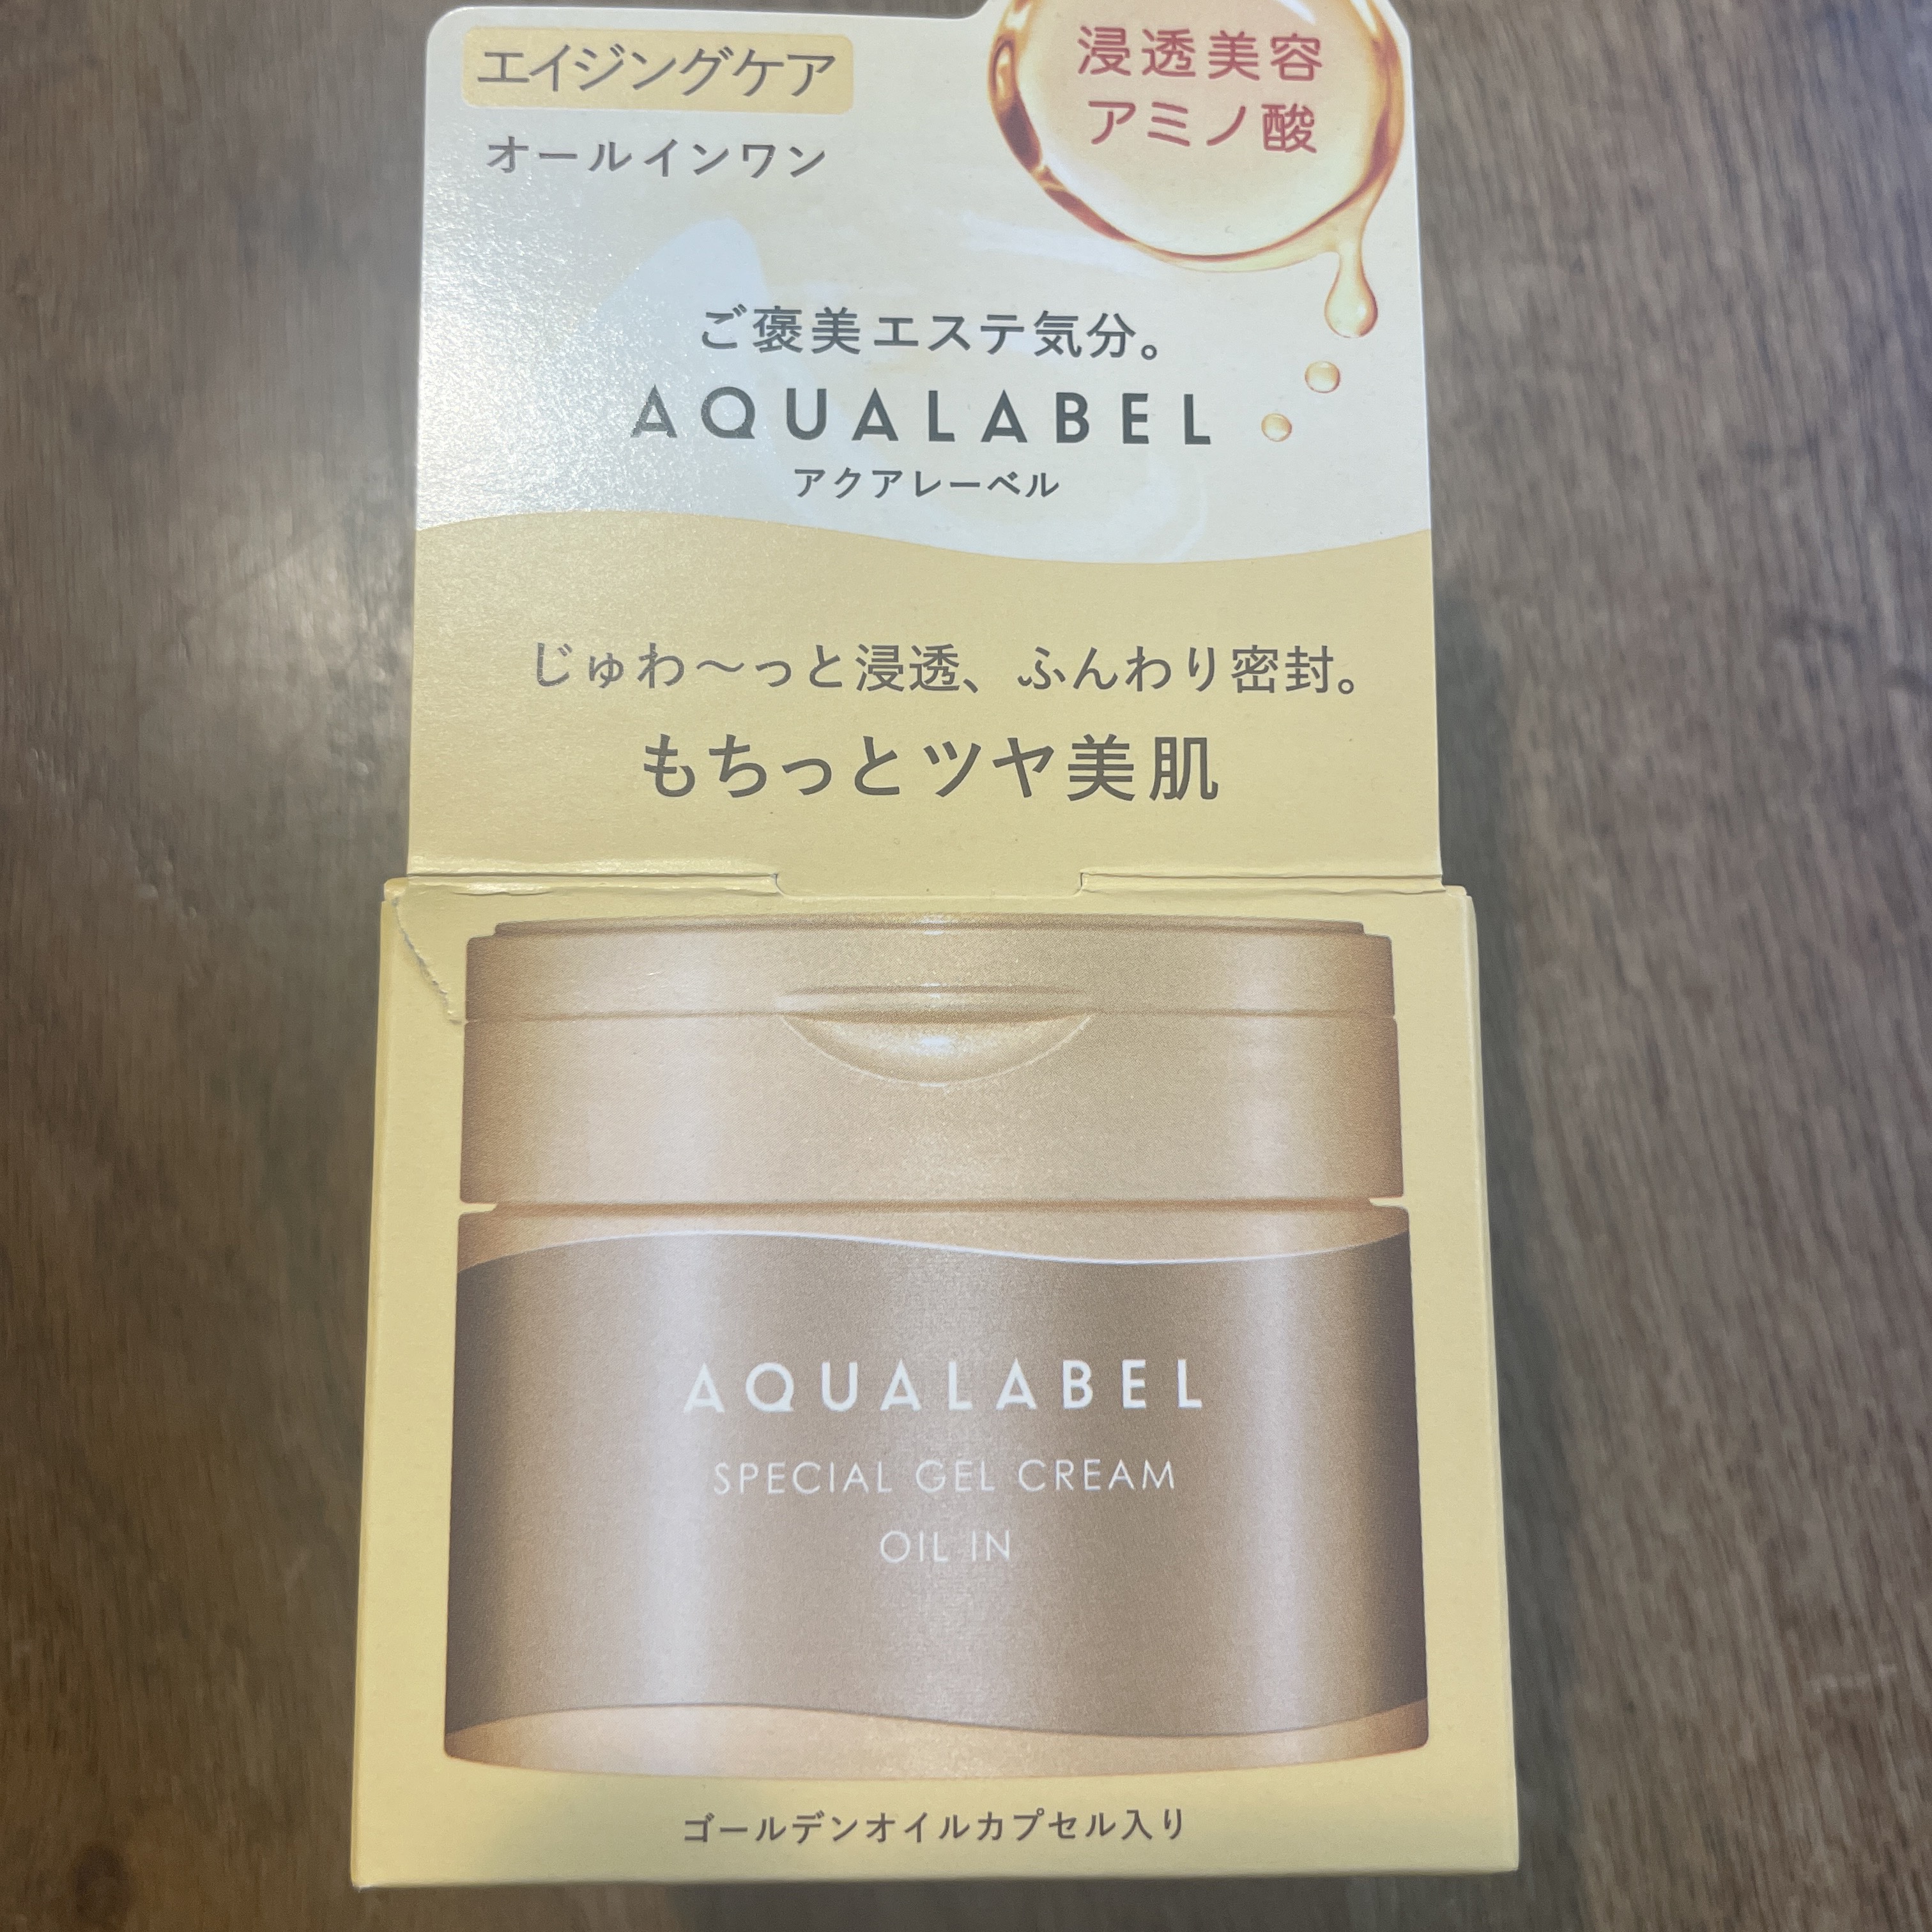 エイジングケア
オールインワン
浸透美容
アミノ酸
ご褒美エステ気分。
AQUALABEL
アクアレーベル
じゅわ〜っと浸透、ふんわり密封。
もちっとツヤ美肌
AQUALABEL
SPECIAL GEL CREAM
OIL IN
ゴールデンオイルカプセル入り